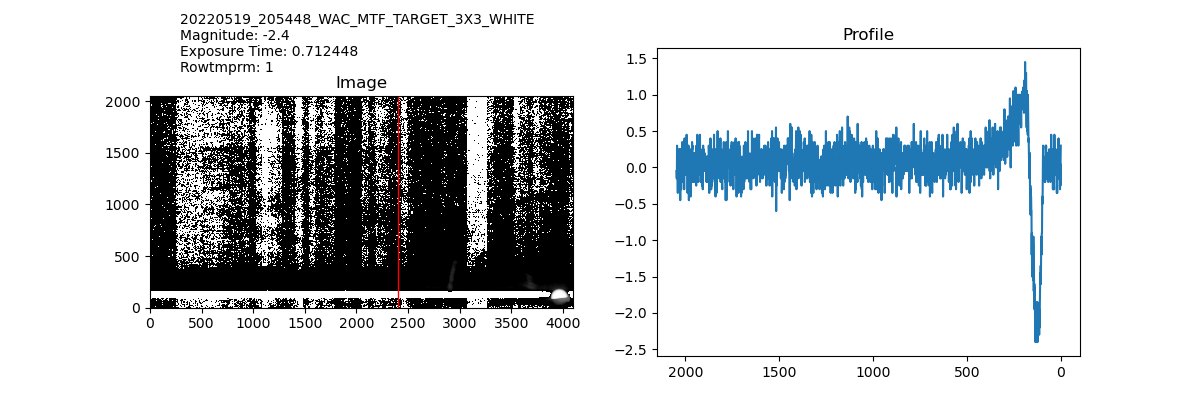 20220519_205448_WAC_MTF_TARGET_3X3_WHITE
Magnitude: -2.4
Exposure Time: 0.712448
Rowtmprm: 1
Image
2000
1500
1000
500
0
0 500 1000 1500 2000 2500 3000 3500 4000
Profile
1.5
1.0
0.5
0.0
−0.5
−1.0
−1.5
−2.0
−2.5
2000 1500 1000 500 0